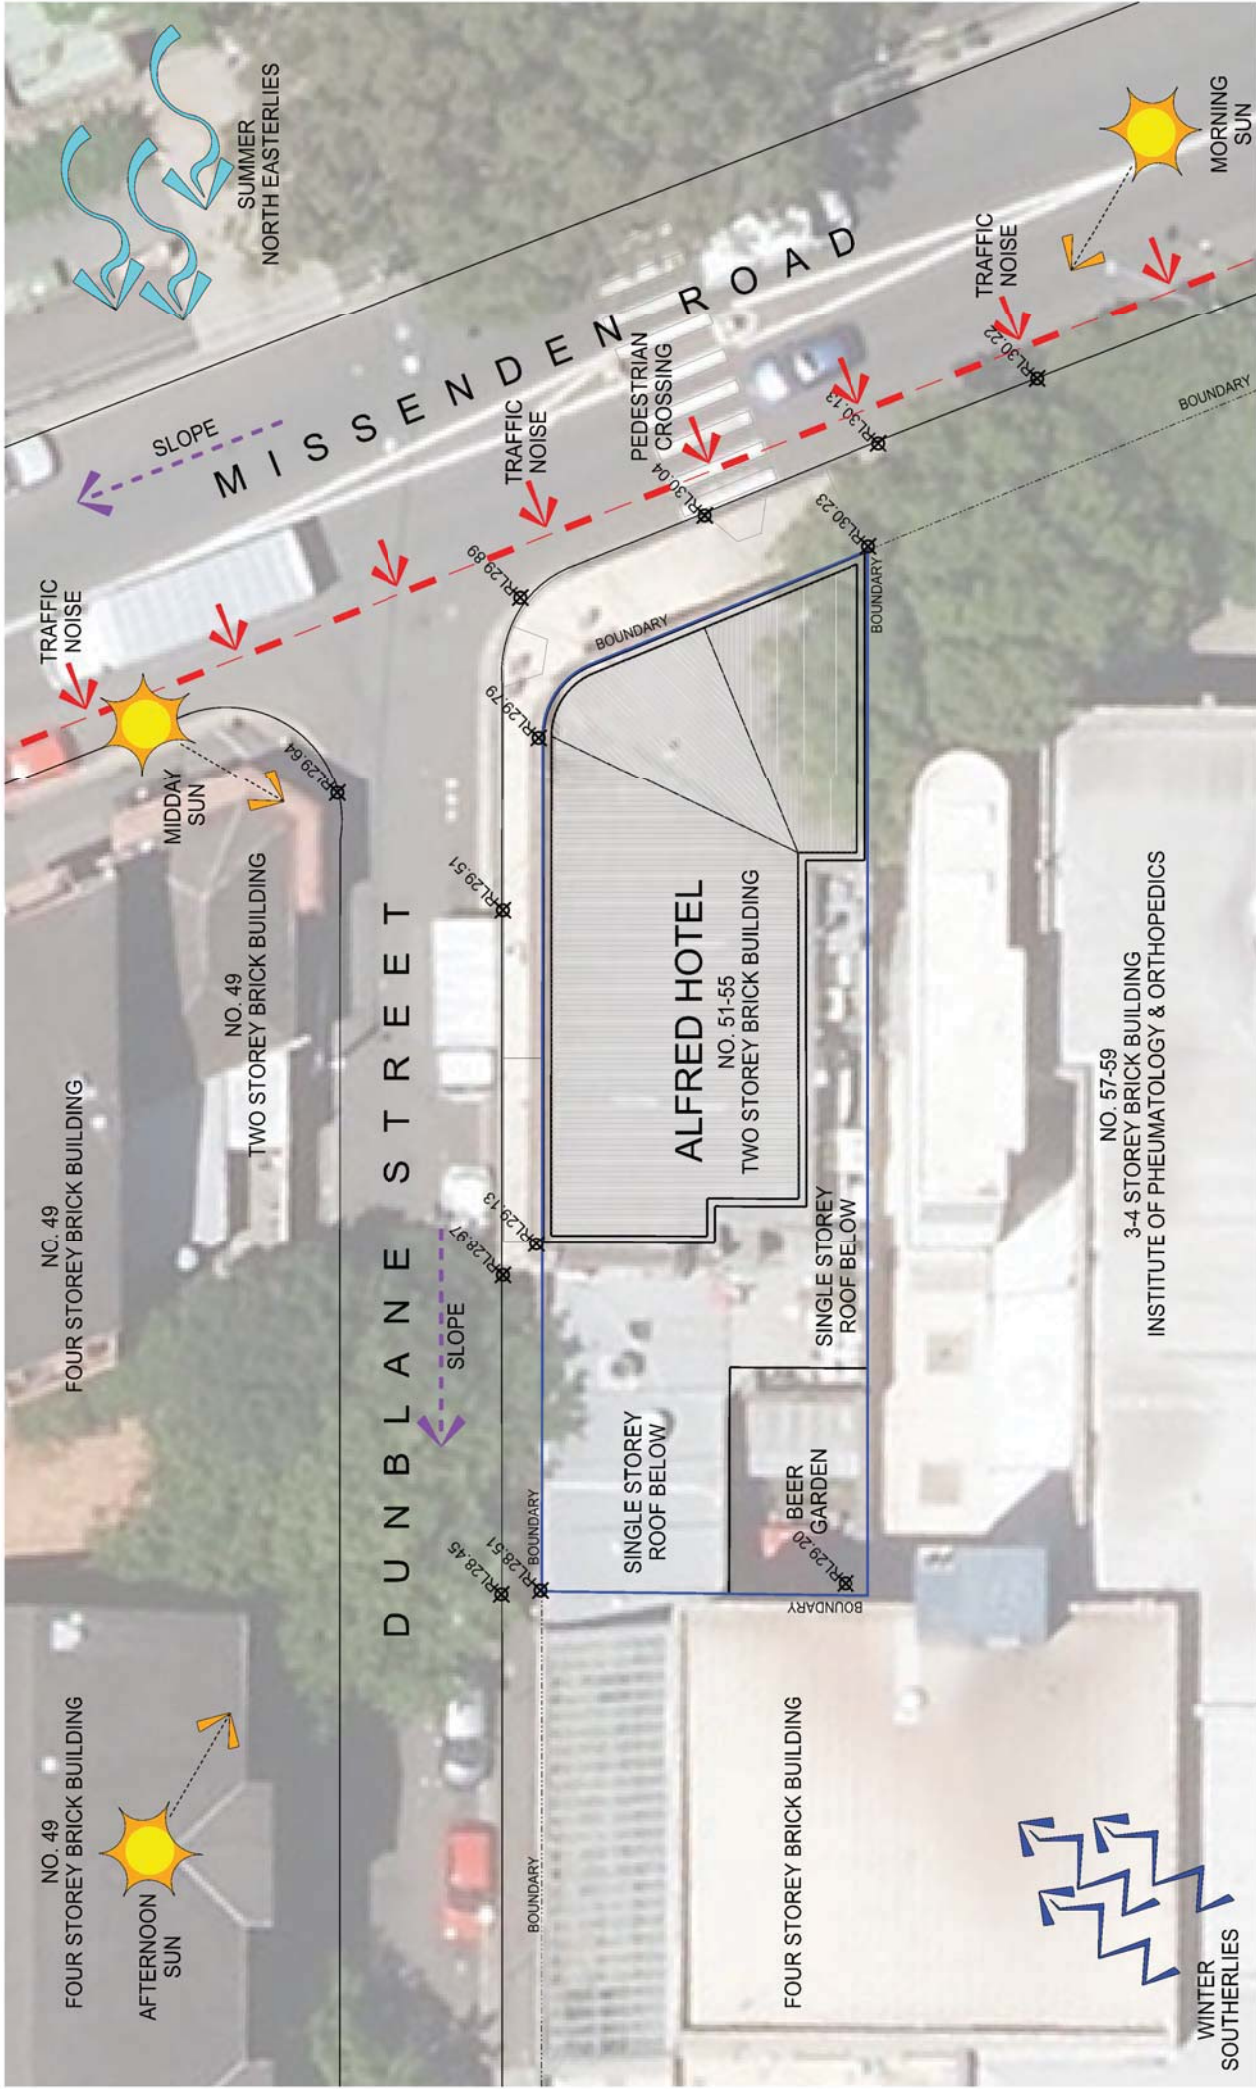 NO. 49
FOUR STOREY BRICK BUILDING
AFTERNOON
SUN
NO. 49
FOUR STOREY BRICK BUILDING
NO. 49
TWO STOREY BRICK BUILDING
MIDDAY
SUN
TRAFFIC
NOISE
SLOPE
SUMMER
NORTH EASTERLIES
RL29.64
DUNBLANE STREET
MISSENDEN ROAD
SLOPE
TRAFFIC
NOISE
PEDESTRIAN
CROSSING
TRAFFIC
NOISE
MORNING
SUN
RL28.45
RL28.51
RL28.97
RL29.13
RL29.51
RL29.79
RL29.89
RL30.04
RL30.13
RL30.22
RL30.23
BOUNDARY
BOUNDARY
BOUNDARY
BOUNDARY
BOUNDARY
BOUNDARY
SINGLE STOREY
ROOF BELOW
ALFRED HOTEL
NO. 51-55
TWO STOREY BRICK BUILDING
BEER
GARDEN
RL29.20
SINGLE STOREY
ROOF BELOW
FOUR STOREY BRICK BUILDING
NO. 57-59
3-4 STOREY BRICK BUILDING
INSTITUTE OF PHEUMATOLOGY & ORTHOPEDICS
WINTER
SOUTHERLIES